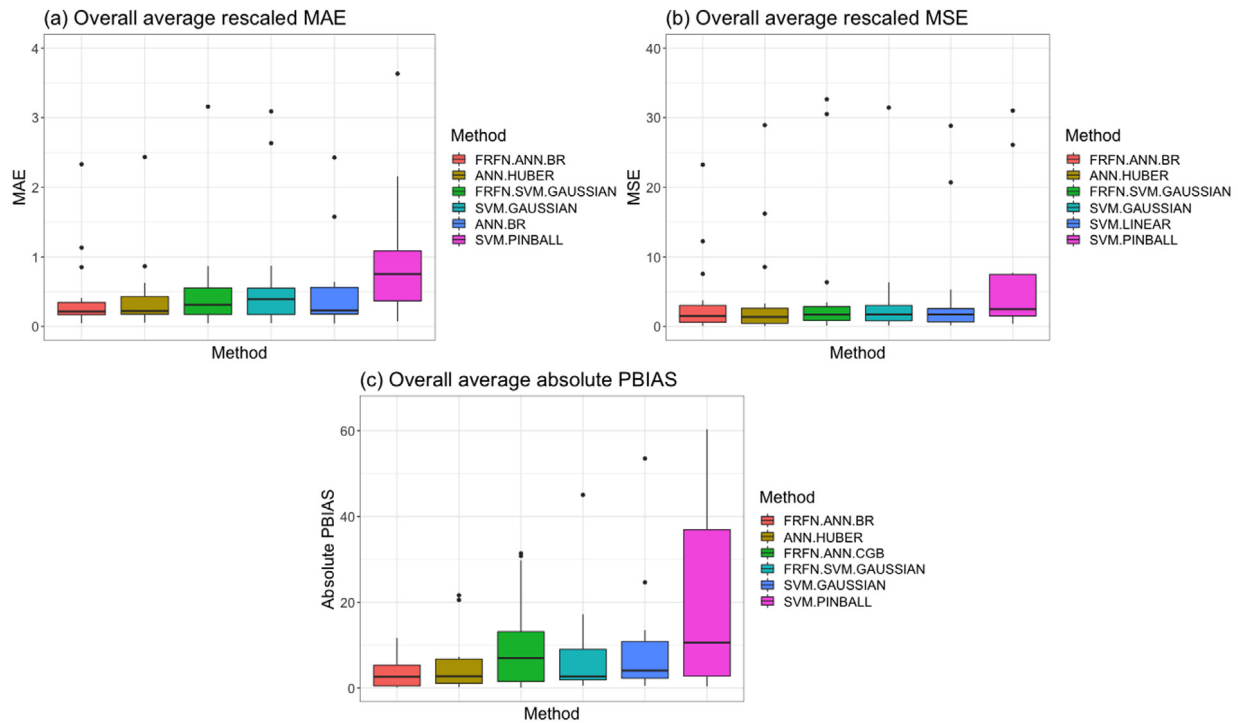 (a) Overall average rescaled MAE
4
3
2
1
0
MAE
Method
Method
FRFN.ANN.BR
ANN.HUBER
FRFN.SVM.GAUSSIAN
SVM.GAUSSIAN
ANN.BR
SVM.PINBALL
(b) Overall average rescaled MSE
40
30
20
10
0
MSE
Method
Method
FRFN.ANN.BR
ANN.HUBER
FRFN.SVM.GAUSSIAN
SVM.GAUSSIAN
SVM.LINEAR
SVM.PINBALL
(c) Overall average absolute PBIAS
60
40
20
0
Absolute PBIAS
Method
Method
FRFN.ANN.BR
ANN.HUBER
FRFN.ANN.CGB
FRFN.SVM.GAUSSIAN
SVM.GAUSSIAN
SVM.PINBALL